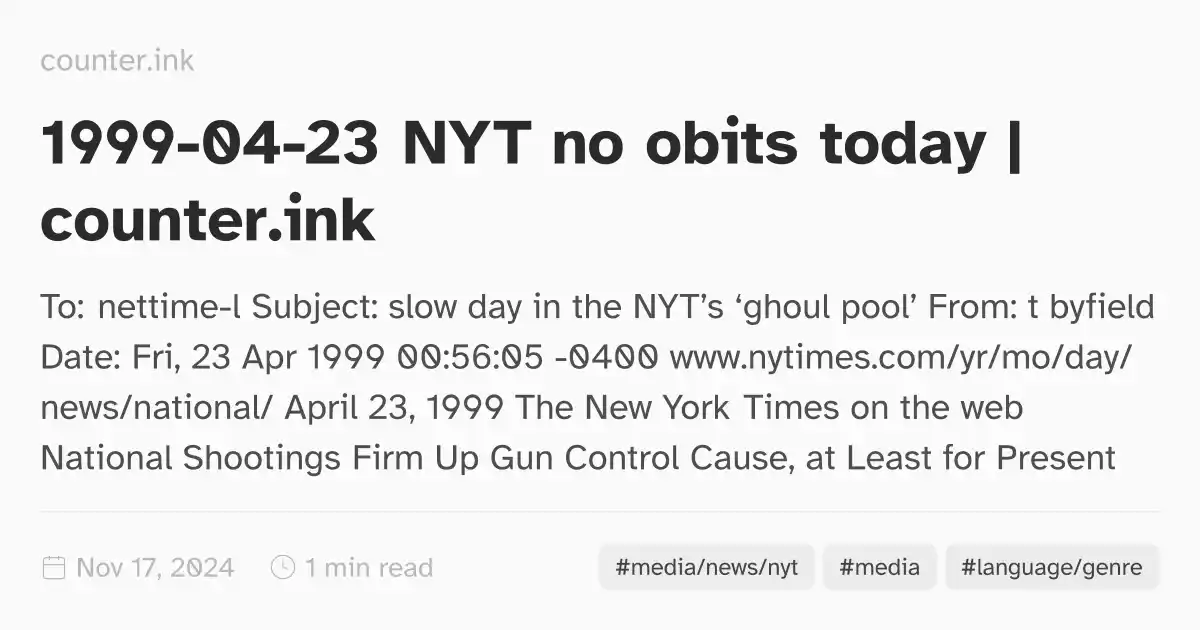 counter.ink
1999-04-23 NYT no obits today |
counter.ink
To: nettime-l Subject: slow day in the NYT’s ‘ghoul pool’ From: t byfield
Date: Fri, 23 Apr 1999 00:56:05 -0400 www.nytimes.com/yr/mo/day/
news/national/ April 23, 1999 The New York Times on the web
National Shootings Firm Up Gun Control Cause, at Least for Present
Nov 17, 2024 1 min read #media/news/nyt #media #language/genre